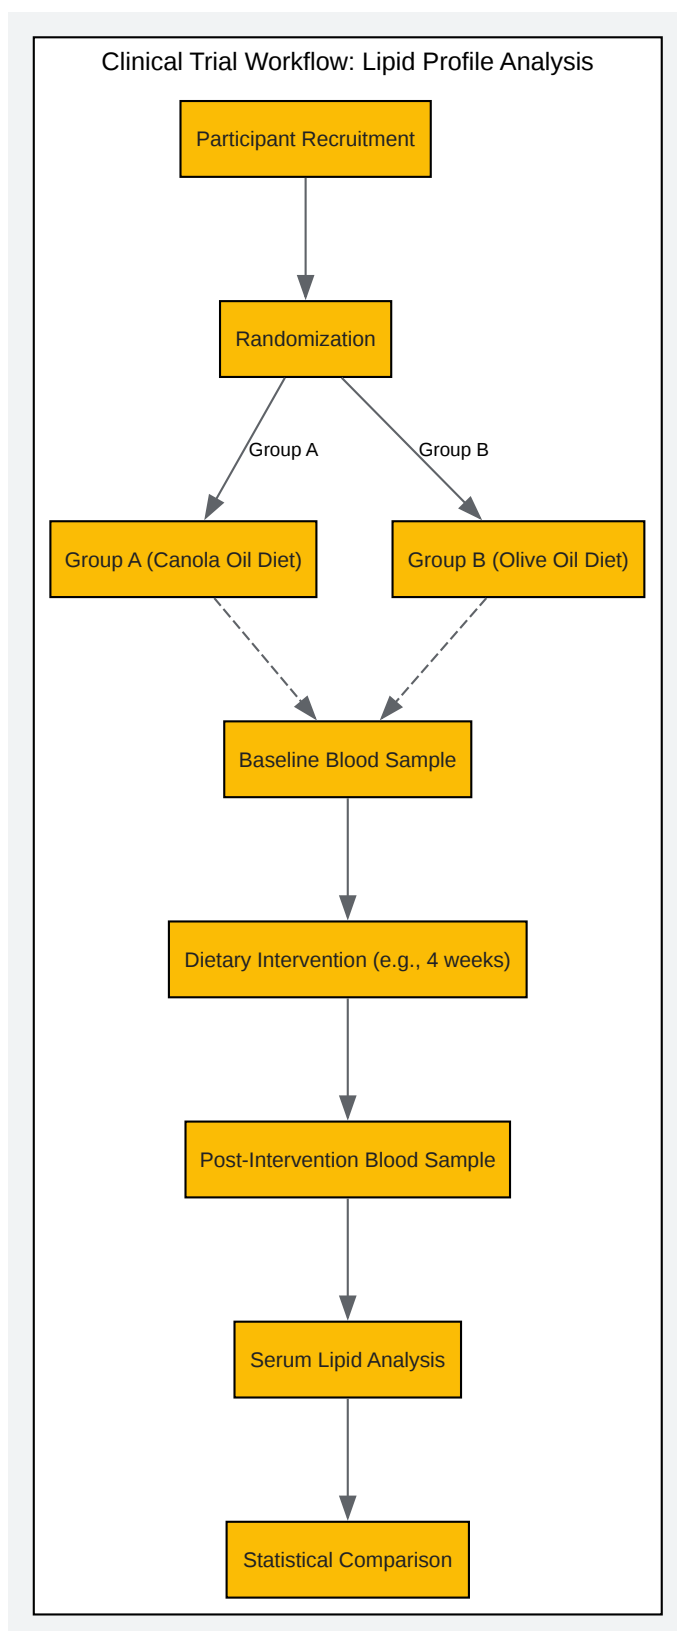 Clinical Trial Workflow: Lipid Profile Analysis
Participant Recruitment
Randomization
Group A
Group B
Group A (Canola Oil Diet)
Group B (Olive Oil Diet)
Baseline Blood Sample
Dietary Intervention (e.g., 4 weeks)
Post-Intervention Blood Sample
Serum Lipid Analysis
Statistical Comparison